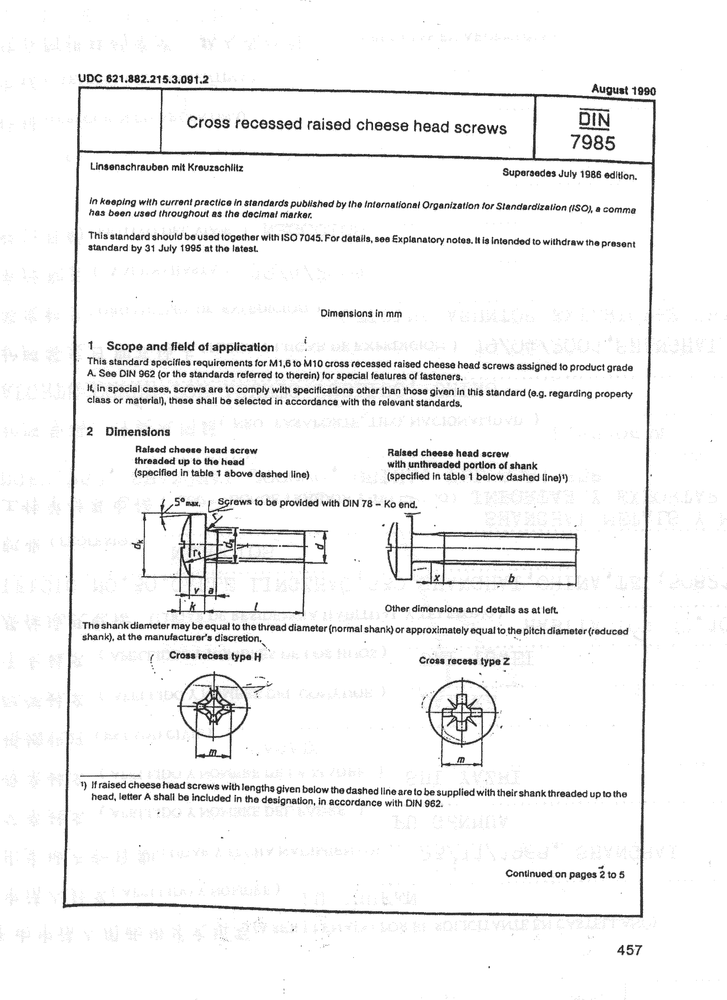 UDC 621.882.215.3.091.2
August 1990
Cross recessed raised cheese head screws
DIN
7985
Linsenschrauben mit Kreuzschlitz
Supersedes July 1986 edition.
In keeping with current practice in standards published by the International Organization for Standardization (ISO), a comma
has been used throughout as the decimal marker.
This standard should be used together with ISO 7045. For details, see Explanatory notes. It is intended to withdraw the present
standard by 31 July 1995 at the latest.
Dimensions in mm
1 Scope and field of application
This standard specifies requirements for M1,6 to M10 cross recessed raised cheese head screws assigned to product grade
A. See DIN 962 (or the standards referred to therein) for special features of fasteners.
If, in special cases, screws are to comply with specifications other than those given in this standard (e.g. regarding property
class or material), these shall be selected in accordance with the relevant standards.
2 Dimensions
Raised cheese head screw
threaded up to the head
(specified in table 1 above dashed line)
Raised cheese head screw
with unthreaded portion of shank
(specified in table 1 below dashed line)¹)
5° max.
Screws to be provided with DIN 78 – Ko end.
r
dk
da
d
rf
v
a
k
l
x
b
Other dimensions and details as at left.
The shank diameter may be equal to the thread diameter (normal shank) or approximately equal to the pitch diameter (reduced
shank), at the manufacturer's discretion.
Cross recess type H
Cross recess type Z
m
m
¹) If raised cheese head screws with lengths given below the dashed line are to be supplied with their shank threaded up to the
head, letter A shall be included in the designation, in accordance with DIN 962.
Continued on pages 2 to 5
457